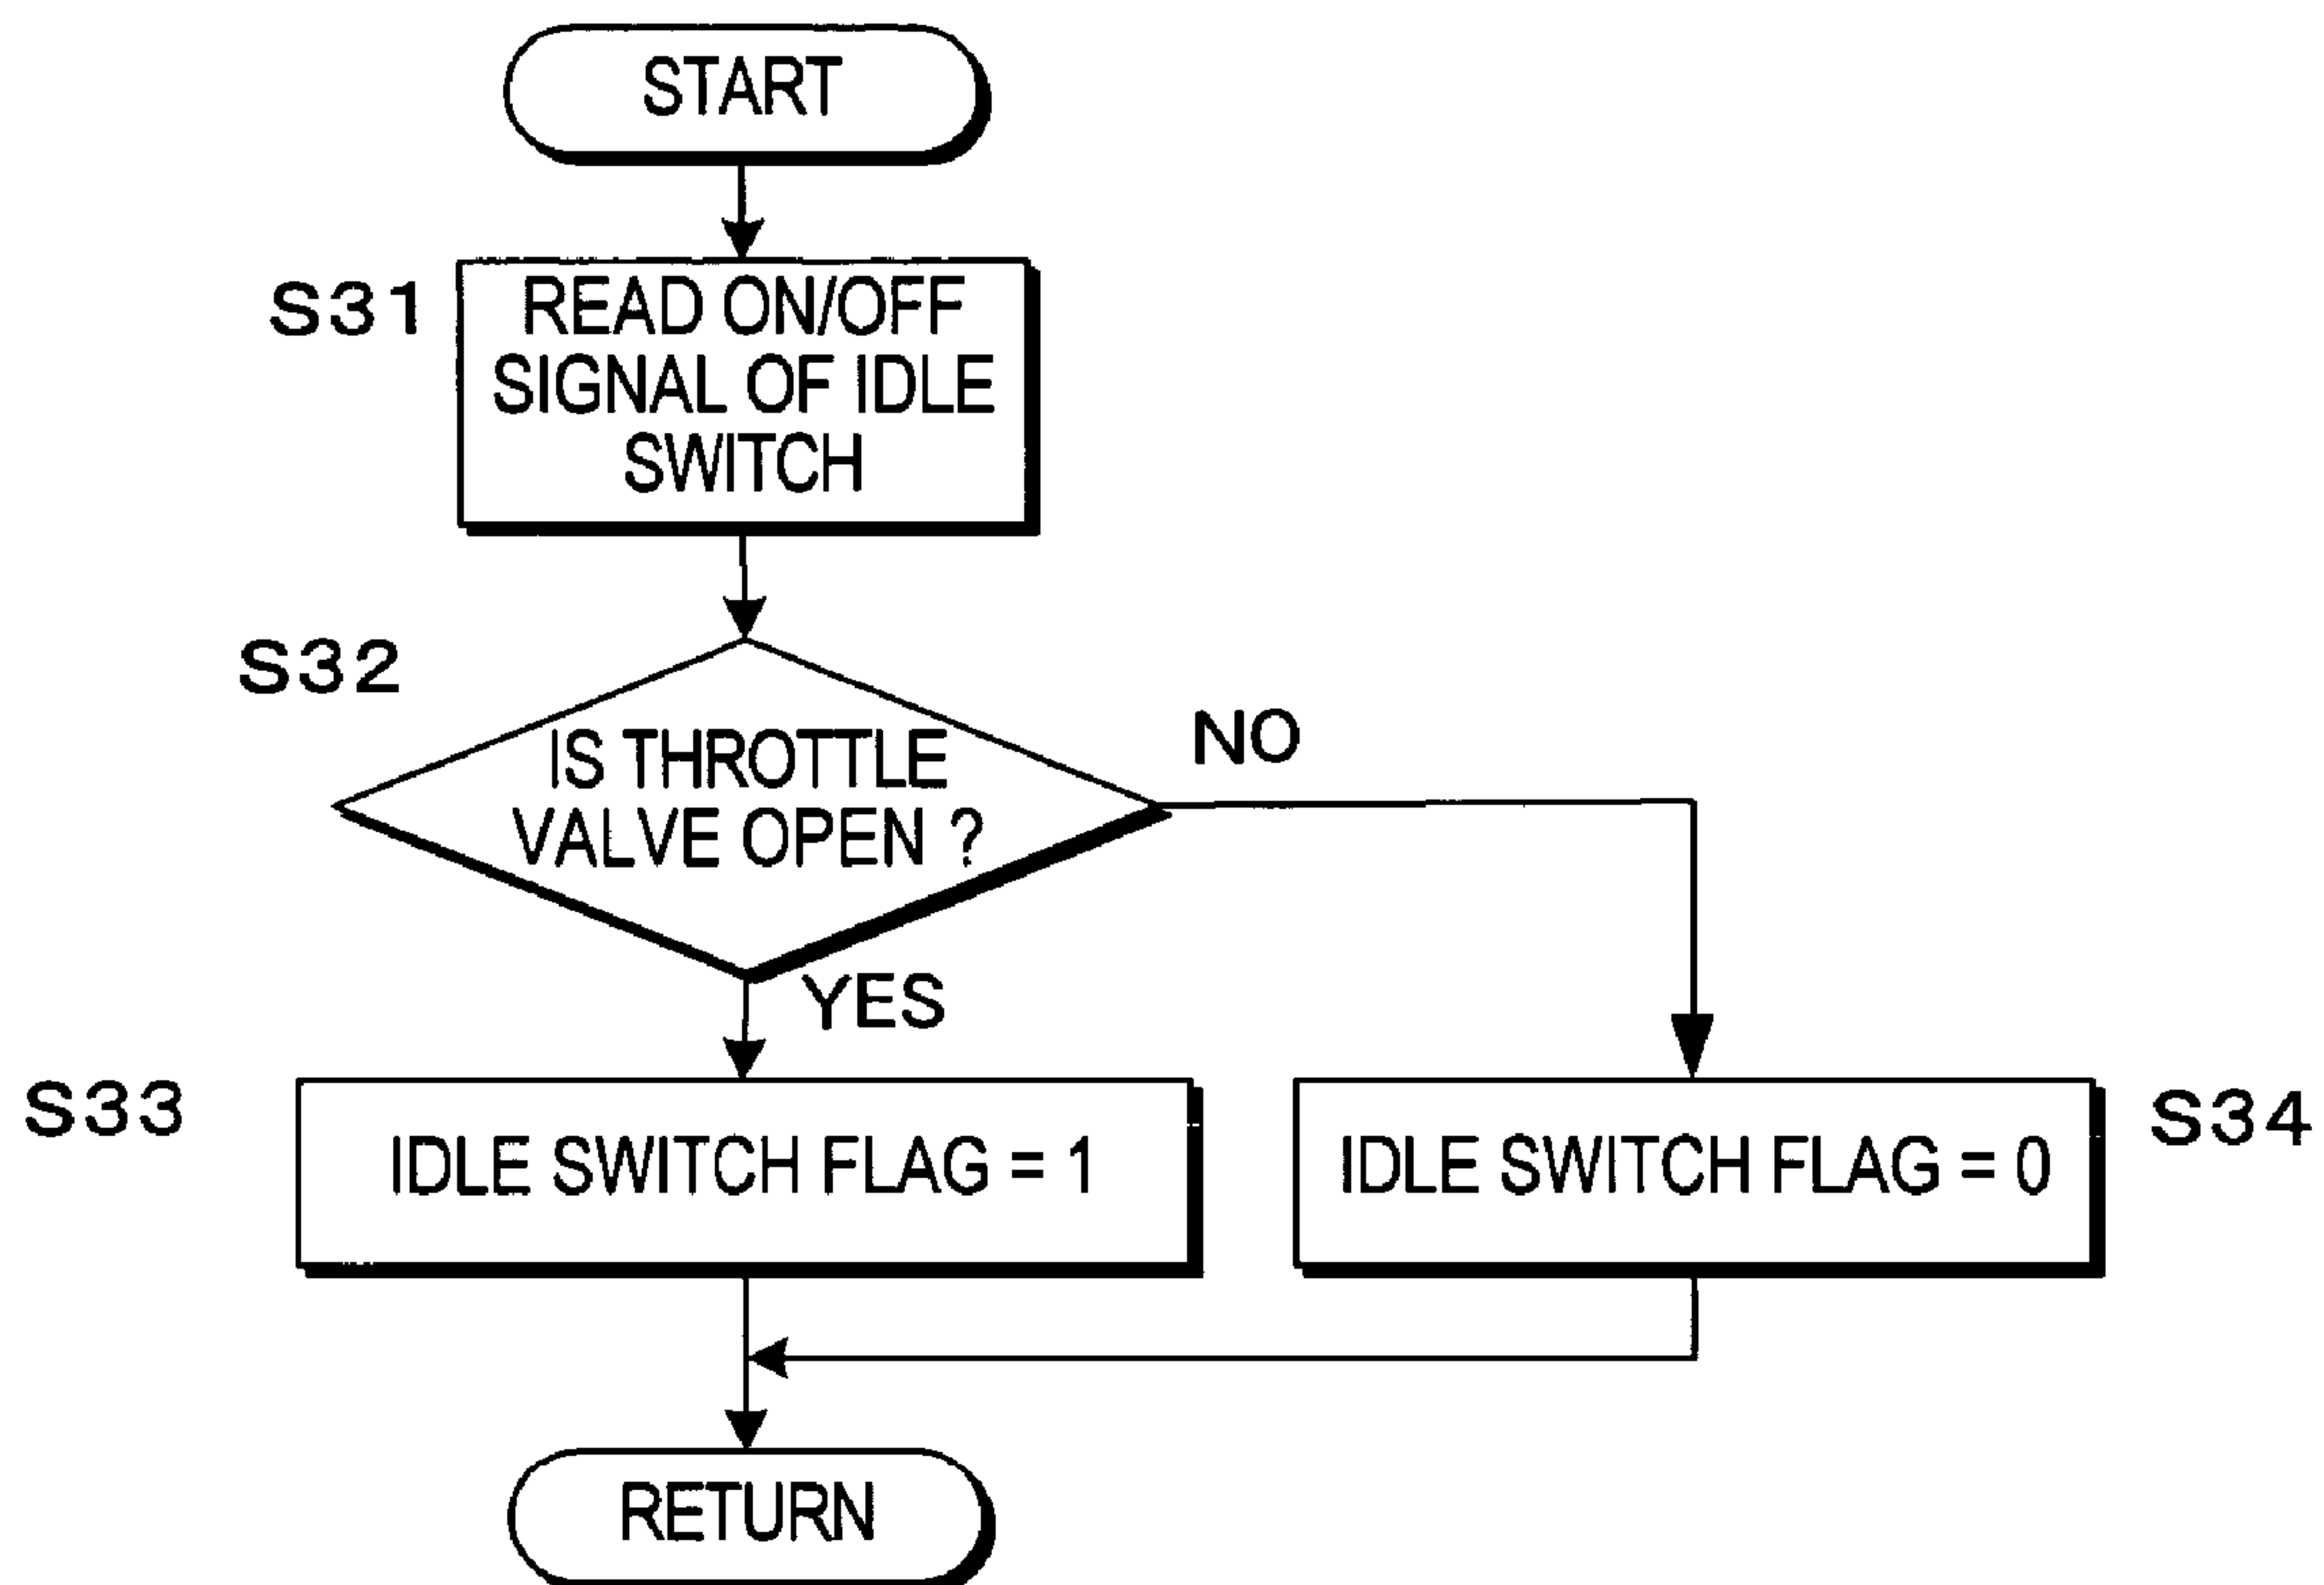 START
S31
READ ON/OFF
SIGNAL OF IDLE
SWITCH
S32
IS THROTTLE
VALVE OPEN ?
NO
YES
S33
IDLE SWITCH FLAG = 1
IDLE SWITCH FLAG = 0
S34
RETURN